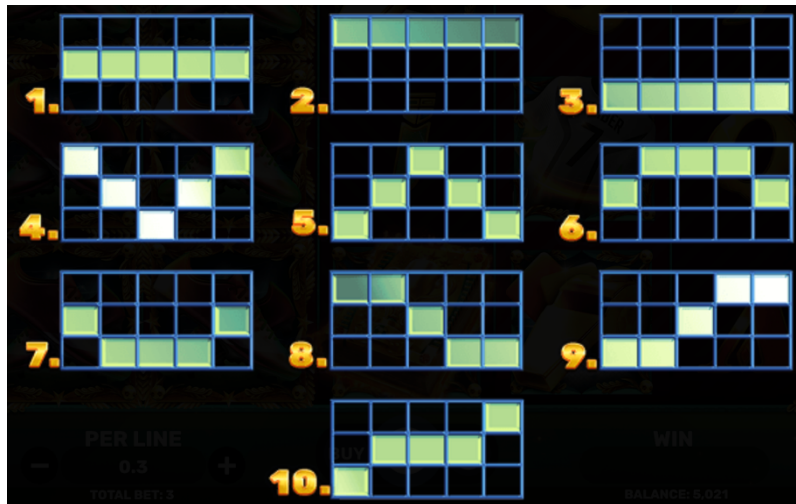 1. 2. 3.
4. 5. 6.
7. 8. 9.
10.
PER LINE WIN
BUY
- 0.3 +
TOTAL BET: 3 BALANCE: 5,021